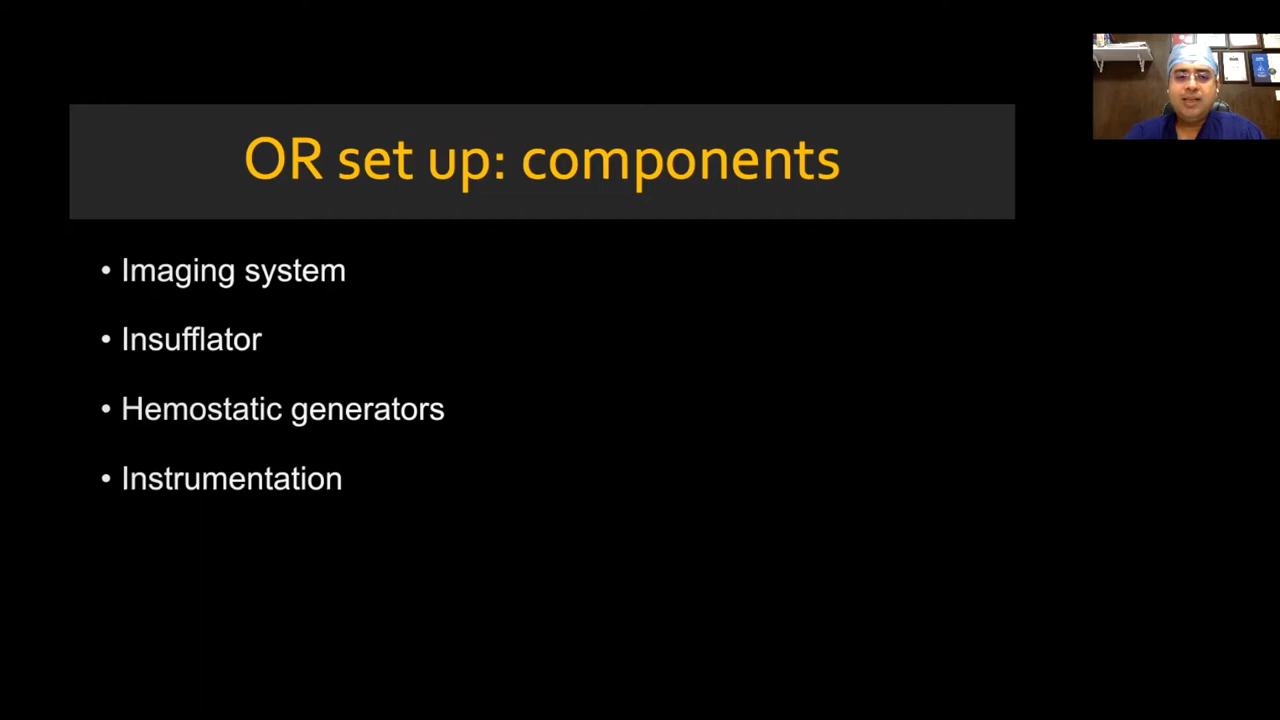 OR set up: components
• Imaging system
• Insufflator
• Hemostatic generators
• Instrumentation